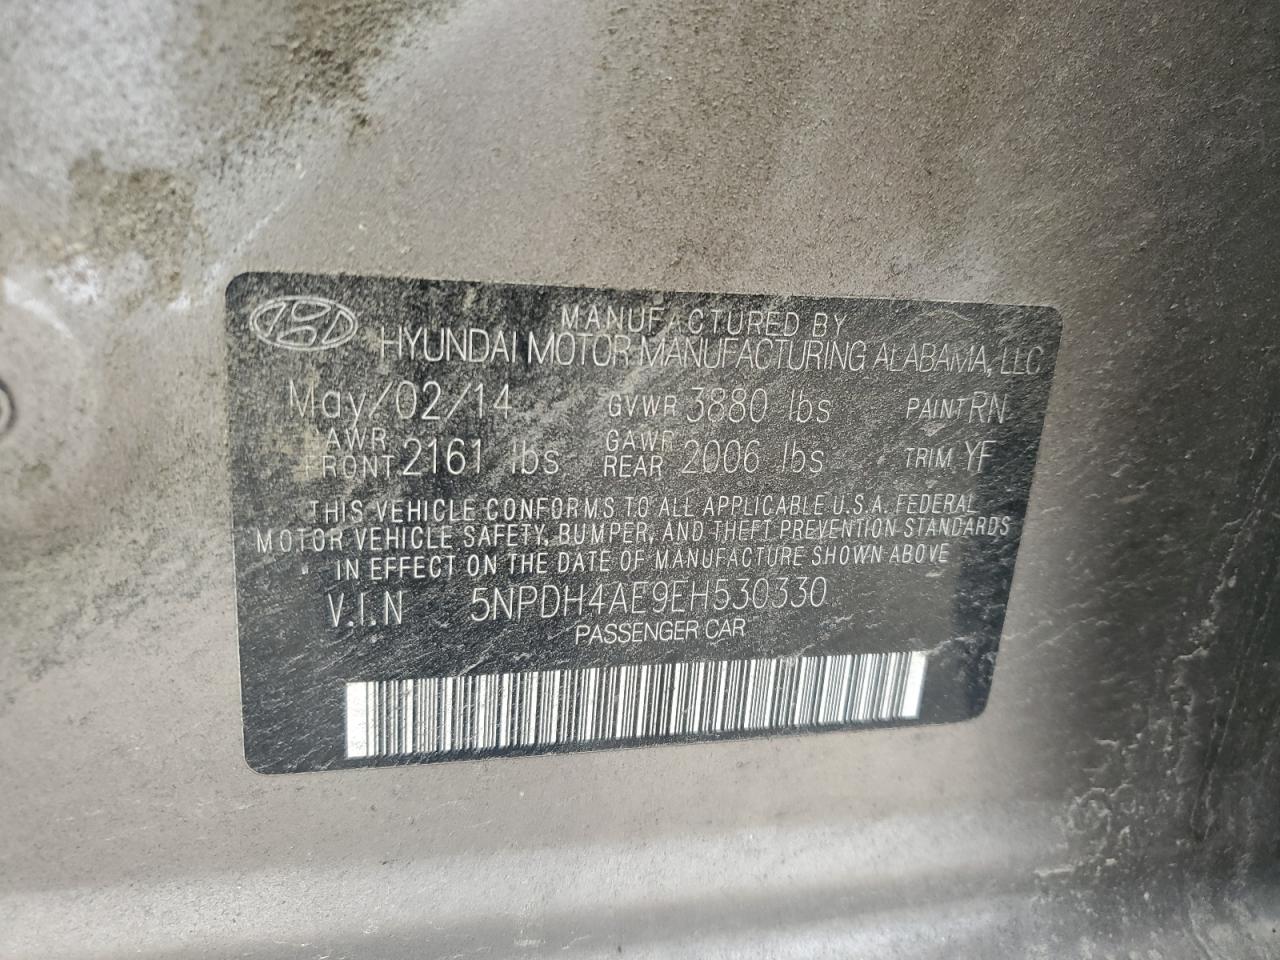 MANUFACTURED BY
HYUNDAI MOTOR MANUFACTURING ALABAMA, LLC
May/02/14 GVWR 3880 lbs PAINT RN
GAWR FRONT 2161 lbs GAWR REAR 2006 lbs TRIM YF
THIS VEHICLE CONFORMS TO ALL APPLICABLE U.S.A. FEDERAL
MOTOR VEHICLE SAFETY, BUMPER, AND THEFT PREVENTION STANDARDS
IN EFFECT ON THE DATE OF MANUFACTURE SHOWN ABOVE
V.I.N 5NPDH4AE9EH530330
PASSENGER CAR